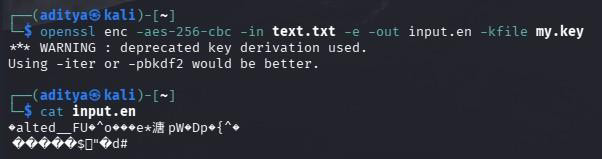 ┌──(aditya㉿kali)-[~]
└─$ openssl enc -aes-256-cbc -in text.txt -e -out input.en -kfile my.key
*** WARNING : deprecated key derivation used.
Using -iter or -pbkdf2 would be better.
┌──(aditya㉿kali)-[~]
└─$ cat input.en
�alted__FU�^o���e*溏 pW�Dp�{^�
�����$▯"�d#